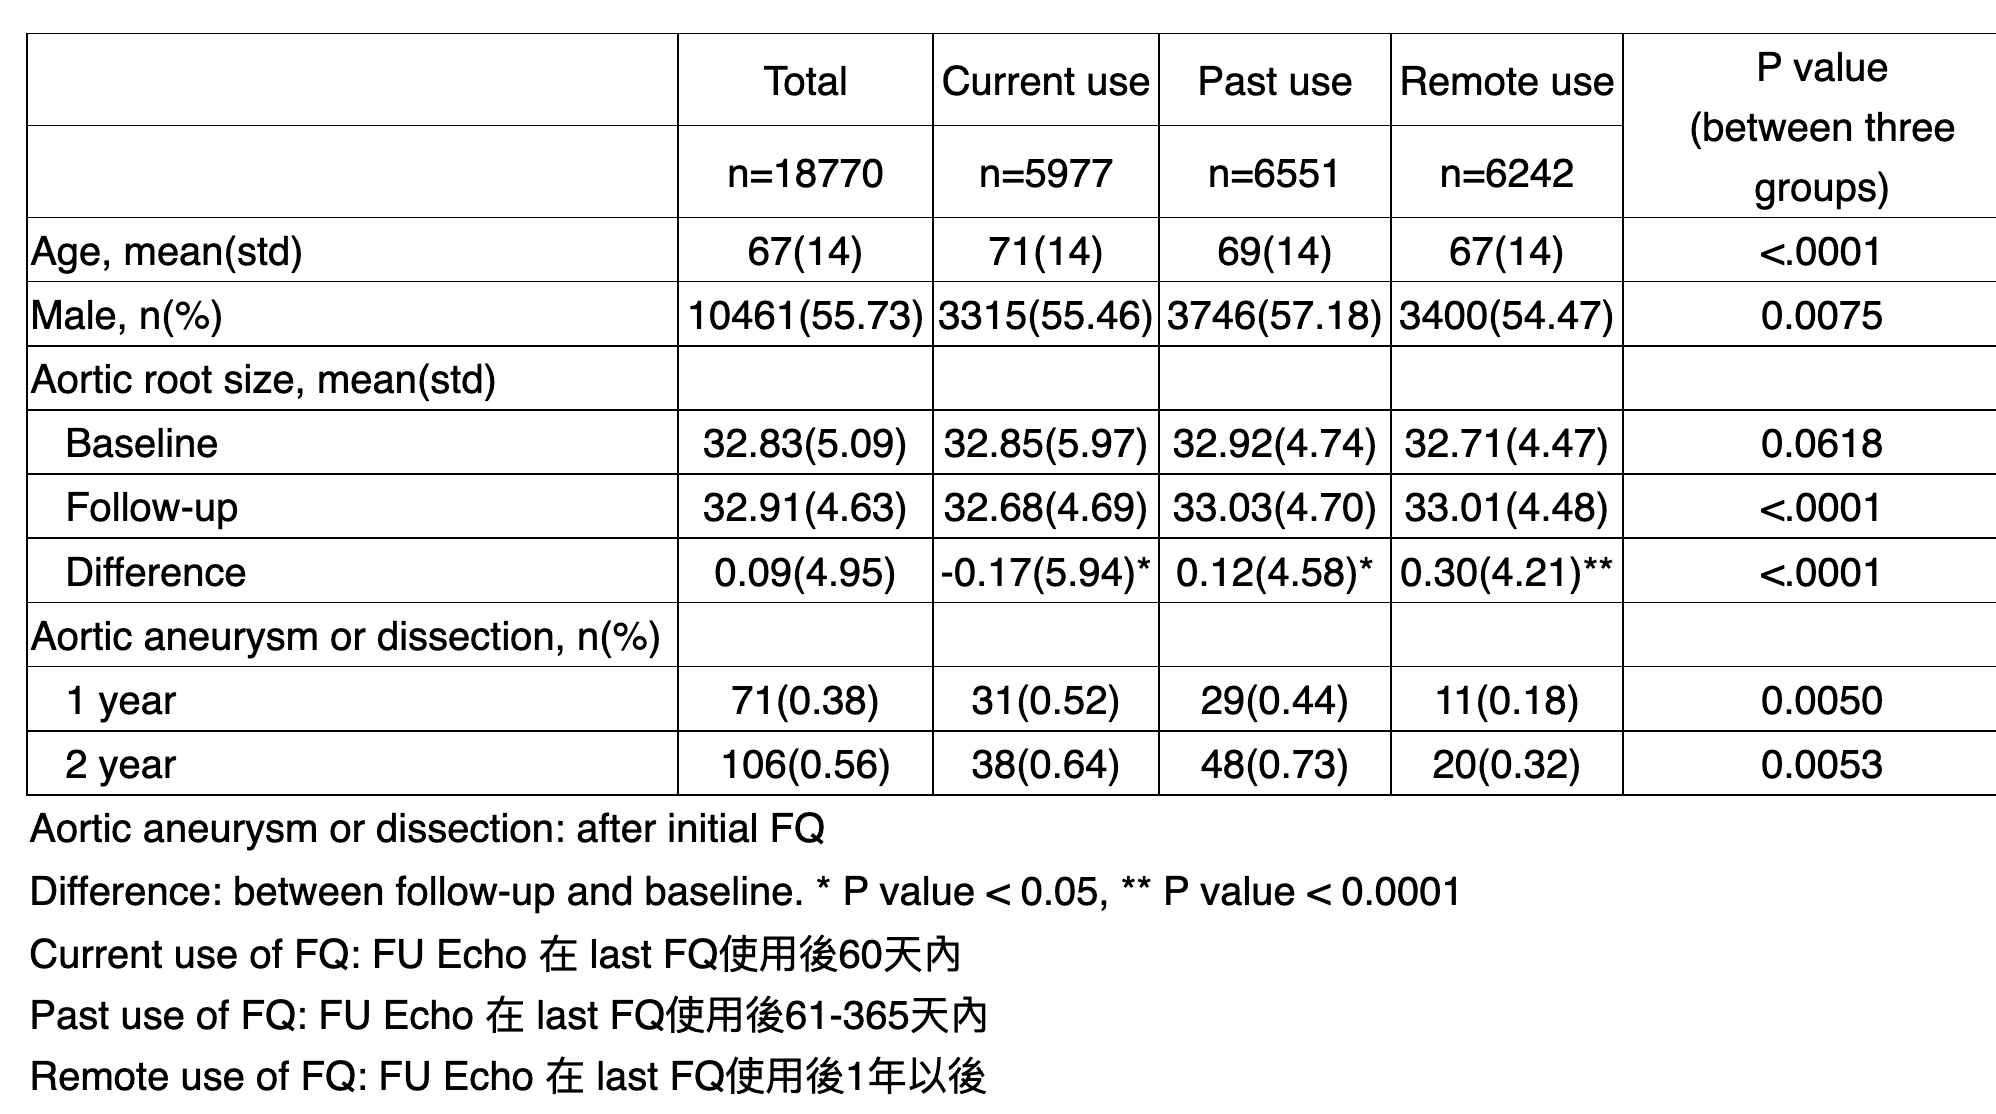 Total Current use Past use Remote use P value (between three groups)
n=18770 n=5977 n=6551 n=6242
Age, mean(std) 67(14) 71(14) 69(14) 67(14) <.0001
Male, n(%) 10461(55.73) 3315(55.46) 3746(57.18) 3400(54.47) 0.0075
Aortic root size, mean(std)
Baseline 32.83(5.09) 32.85(5.97) 32.92(4.74) 32.71(4.47) 0.0618
Follow-up 32.91(4.63) 32.68(4.69) 33.03(4.70) 33.01(4.48) <.0001
Difference 0.09(4.95) -0.17(5.94)* 0.12(4.58)* 0.30(4.21)** <.0001
Aortic aneurysm or dissection, n(%)
1 year 71(0.38) 31(0.52) 29(0.44) 11(0.18) 0.0050
2 year 106(0.56) 38(0.64) 48(0.73) 20(0.32) 0.0053
Aortic aneurysm or dissection: after initial FQ
Difference: between follow-up and baseline. * P value < 0.05, ** P value < 0.0001
Current use of FQ: FU Echo 在 last FQ使用後60天內
Past use of FQ: FU Echo 在 last FQ使用後61-365天內
Remote use of FQ: FU Echo 在 last FQ使用後1年以後